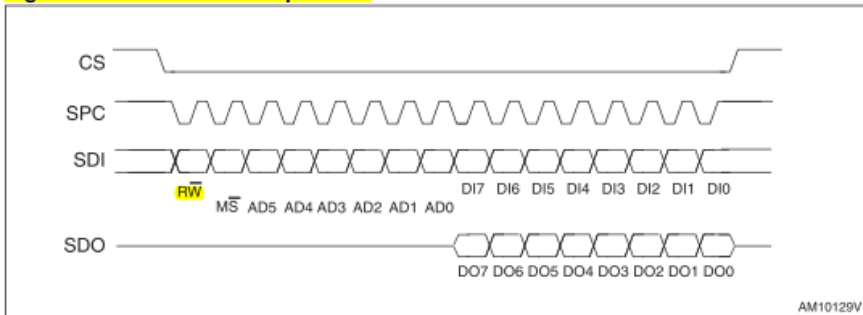 CS
SPC
SDI
RW̅
DI7 DI6 DI5 DI4 DI3 DI2 DI1 DI0
MS̅ AD5 AD4 AD3 AD2 AD1 AD0
SDO
DO7 DO6 DO5 DO4 DO3 DO2 DO1 DO0
AM10129V